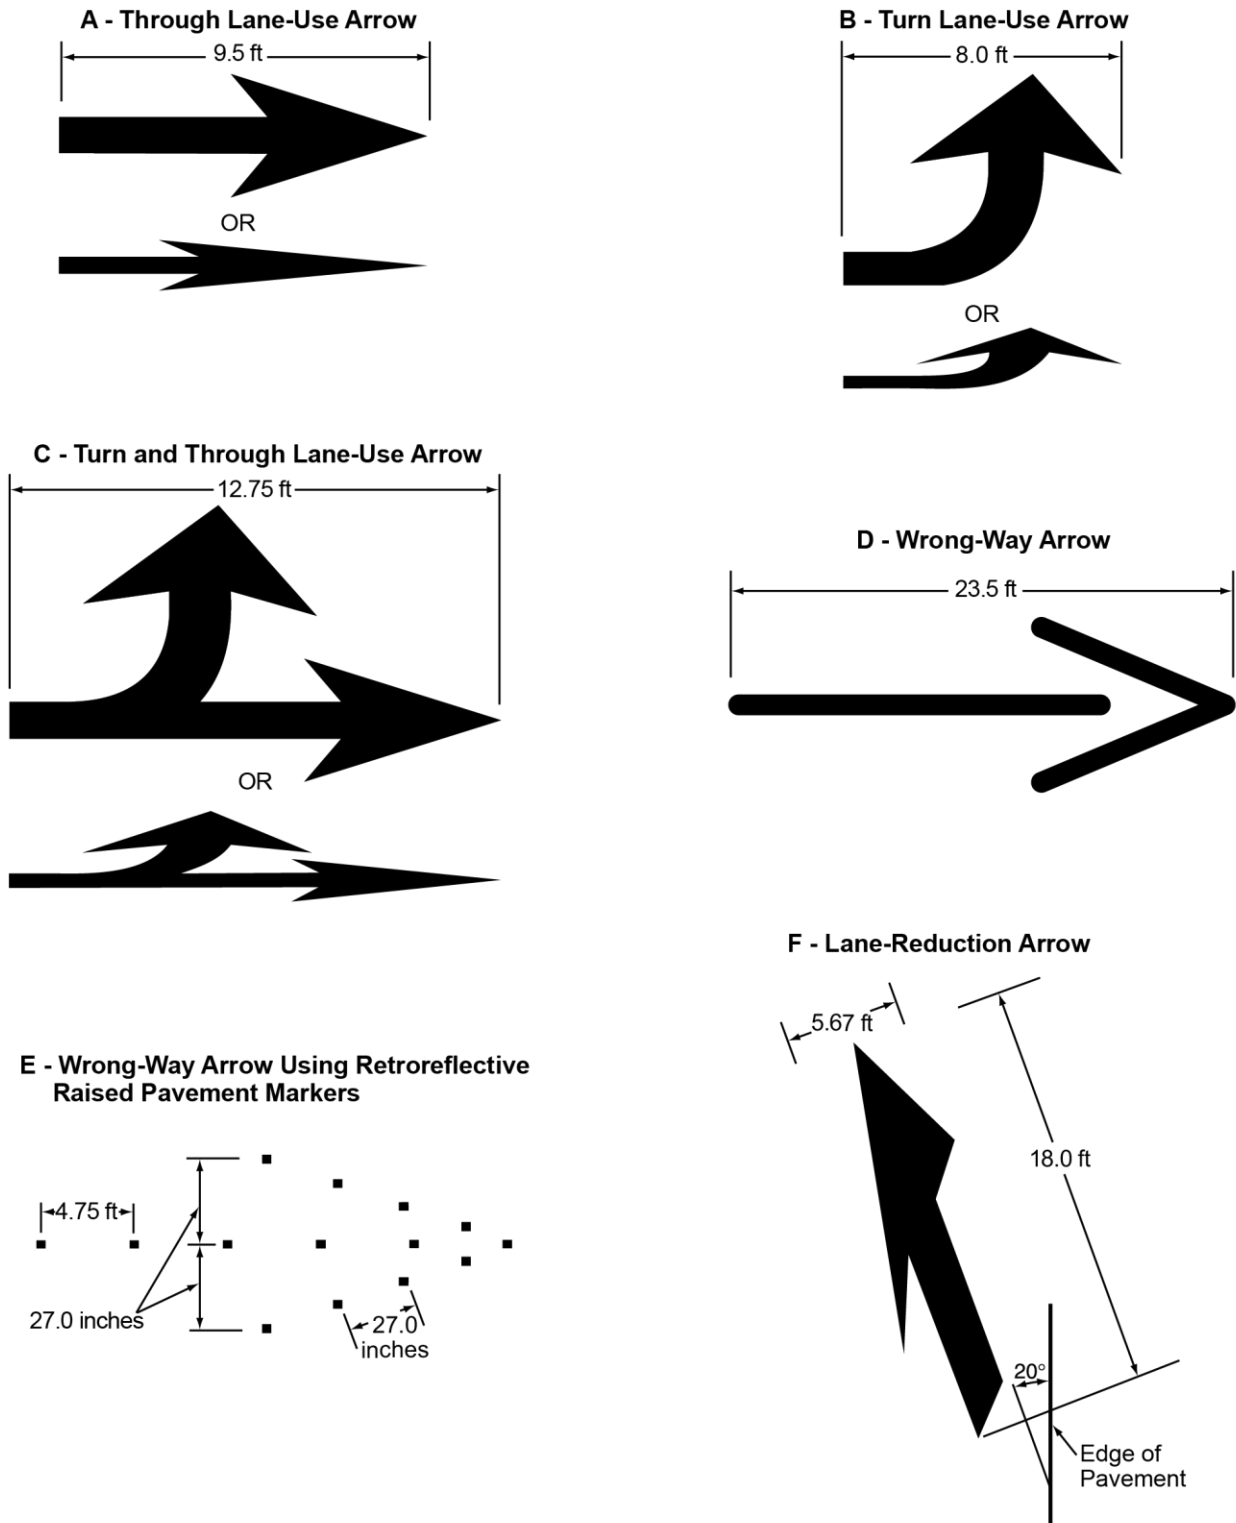 A - Through Lane-Use Arrow
9.5 ft
OR
B - Turn Lane-Use Arrow
8.0 ft
OR
C - Turn and Through Lane-Use Arrow
12.75 ft
OR
D - Wrong-Way Arrow
23.5 ft
E - Wrong-Way Arrow Using Retroreflective
Raised Pavement Markers
4.75 ft
27.0 inches
27.0
inches
F - Lane-Reduction Arrow
5.67 ft
18.0 ft
20°
Edge of
Pavement